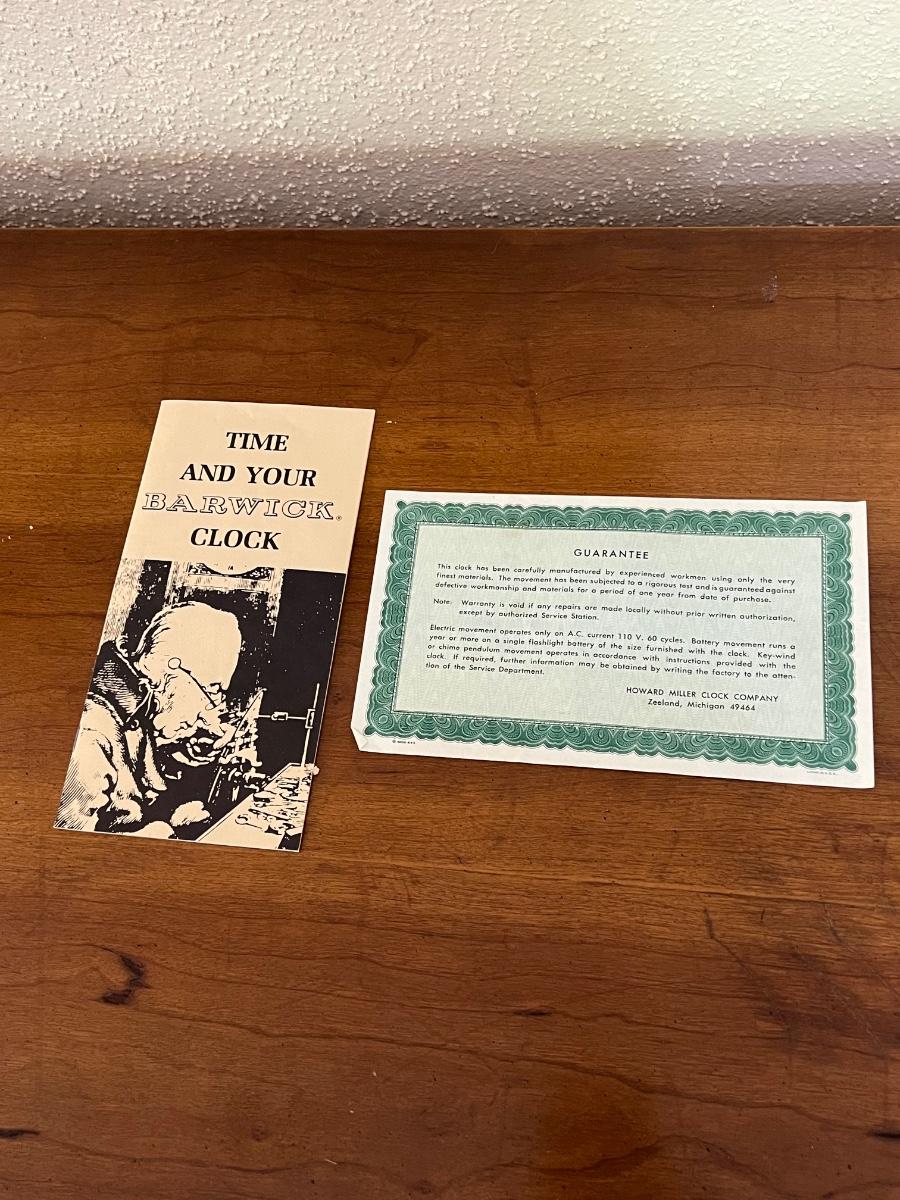 TIME
AND YOUR
BARWICK®
CLOCK
GUARANTEE
This clock has been carefully manufactured by experienced workmen using only the very
finest materials. The movement has been subjected to a rigorous test and is guaranteed against
defective workmanship and materials for a period of one year from date of purchase.
Note: Warranty is void if any repairs are made locally without prior written authorization,
except by authorized Service Station.
Electric movement operates only on A.C. current 110 V. 60 cycles. Battery movement runs a
year or more on a single flashlight battery of the size furnished with the clock. Key-wind
or chime pendulum movement operates in accordance with instructions provided with the
clock. If required, further information may be obtained by writing the factory to the atten-
tion of the Service Department.
HOWARD MILLER CLOCK COMPANY
Zeeland, Michigan 49464